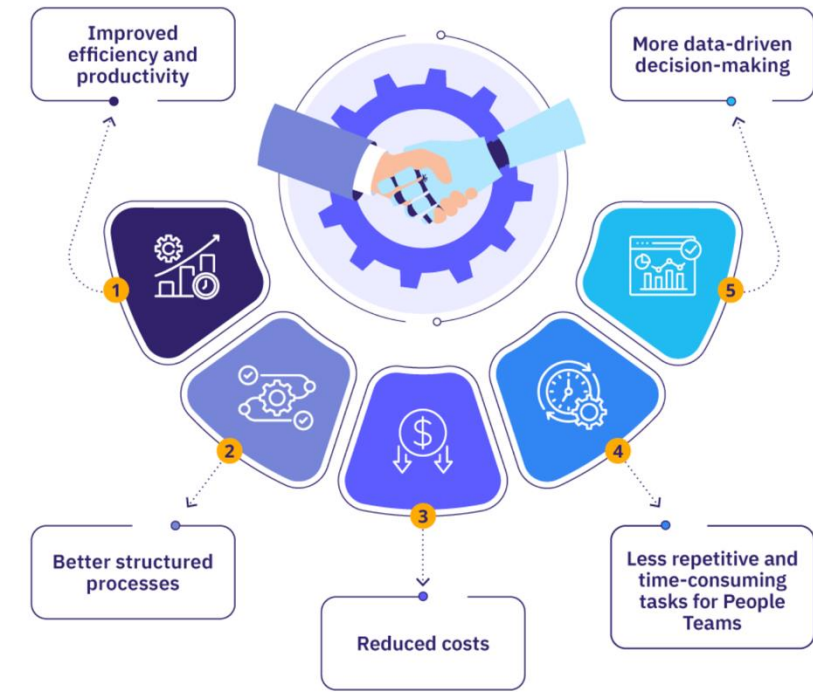 Improved
efficiency and
productivity
More data-driven
decision-making
1
5
2
4
3
$
Better structured
processes
Less repetitive and
time-consuming
tasks for People
Teams
Reduced costs